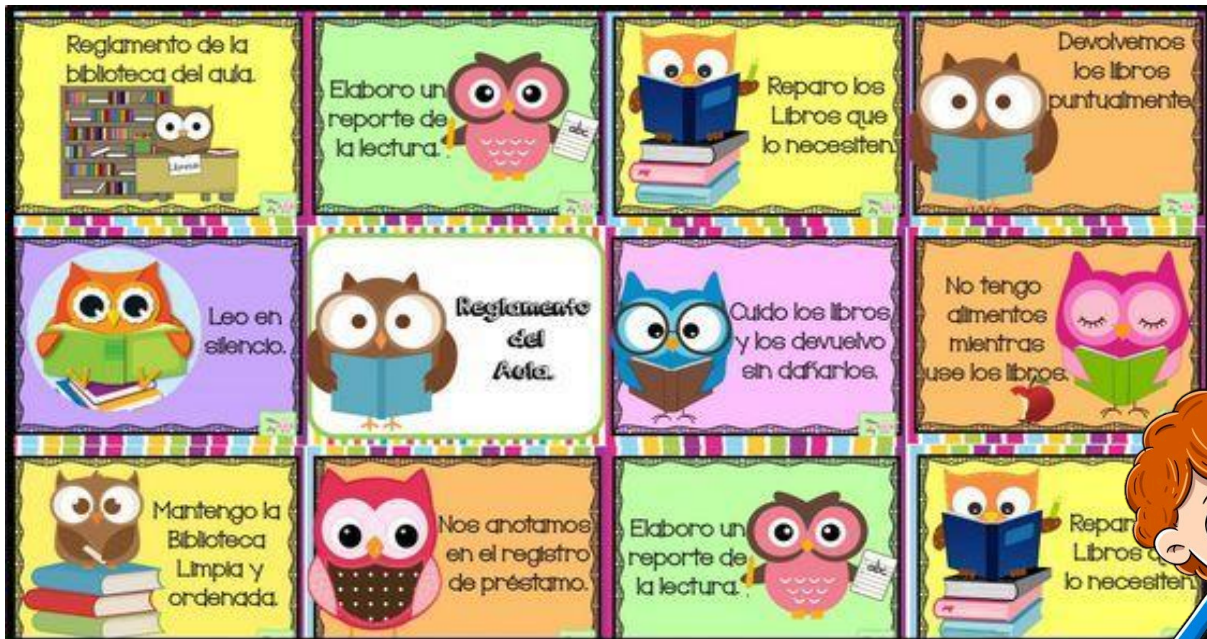 Reglamento de la
biblioteca del aula.
Librero
Elaboro un
reporte de
la lectura.
abc
Reparo los
Libros que
lo necesiten.
Devolvemos
los libros
puntualmente
Leo en
silencio.
Reglamento
del
Aula.
Cuido los libros
y los devuelvo
sin dañarlos.
No tengo
alimentos
mientras
use los libros.
Mantengo la
Biblioteca
Limpia y
ordenada.
Nos anotamos
en el registro
de préstamo.
Elaboro un
reporte de
la lectura.
abc
Repar
Libros q
lo necesiten.